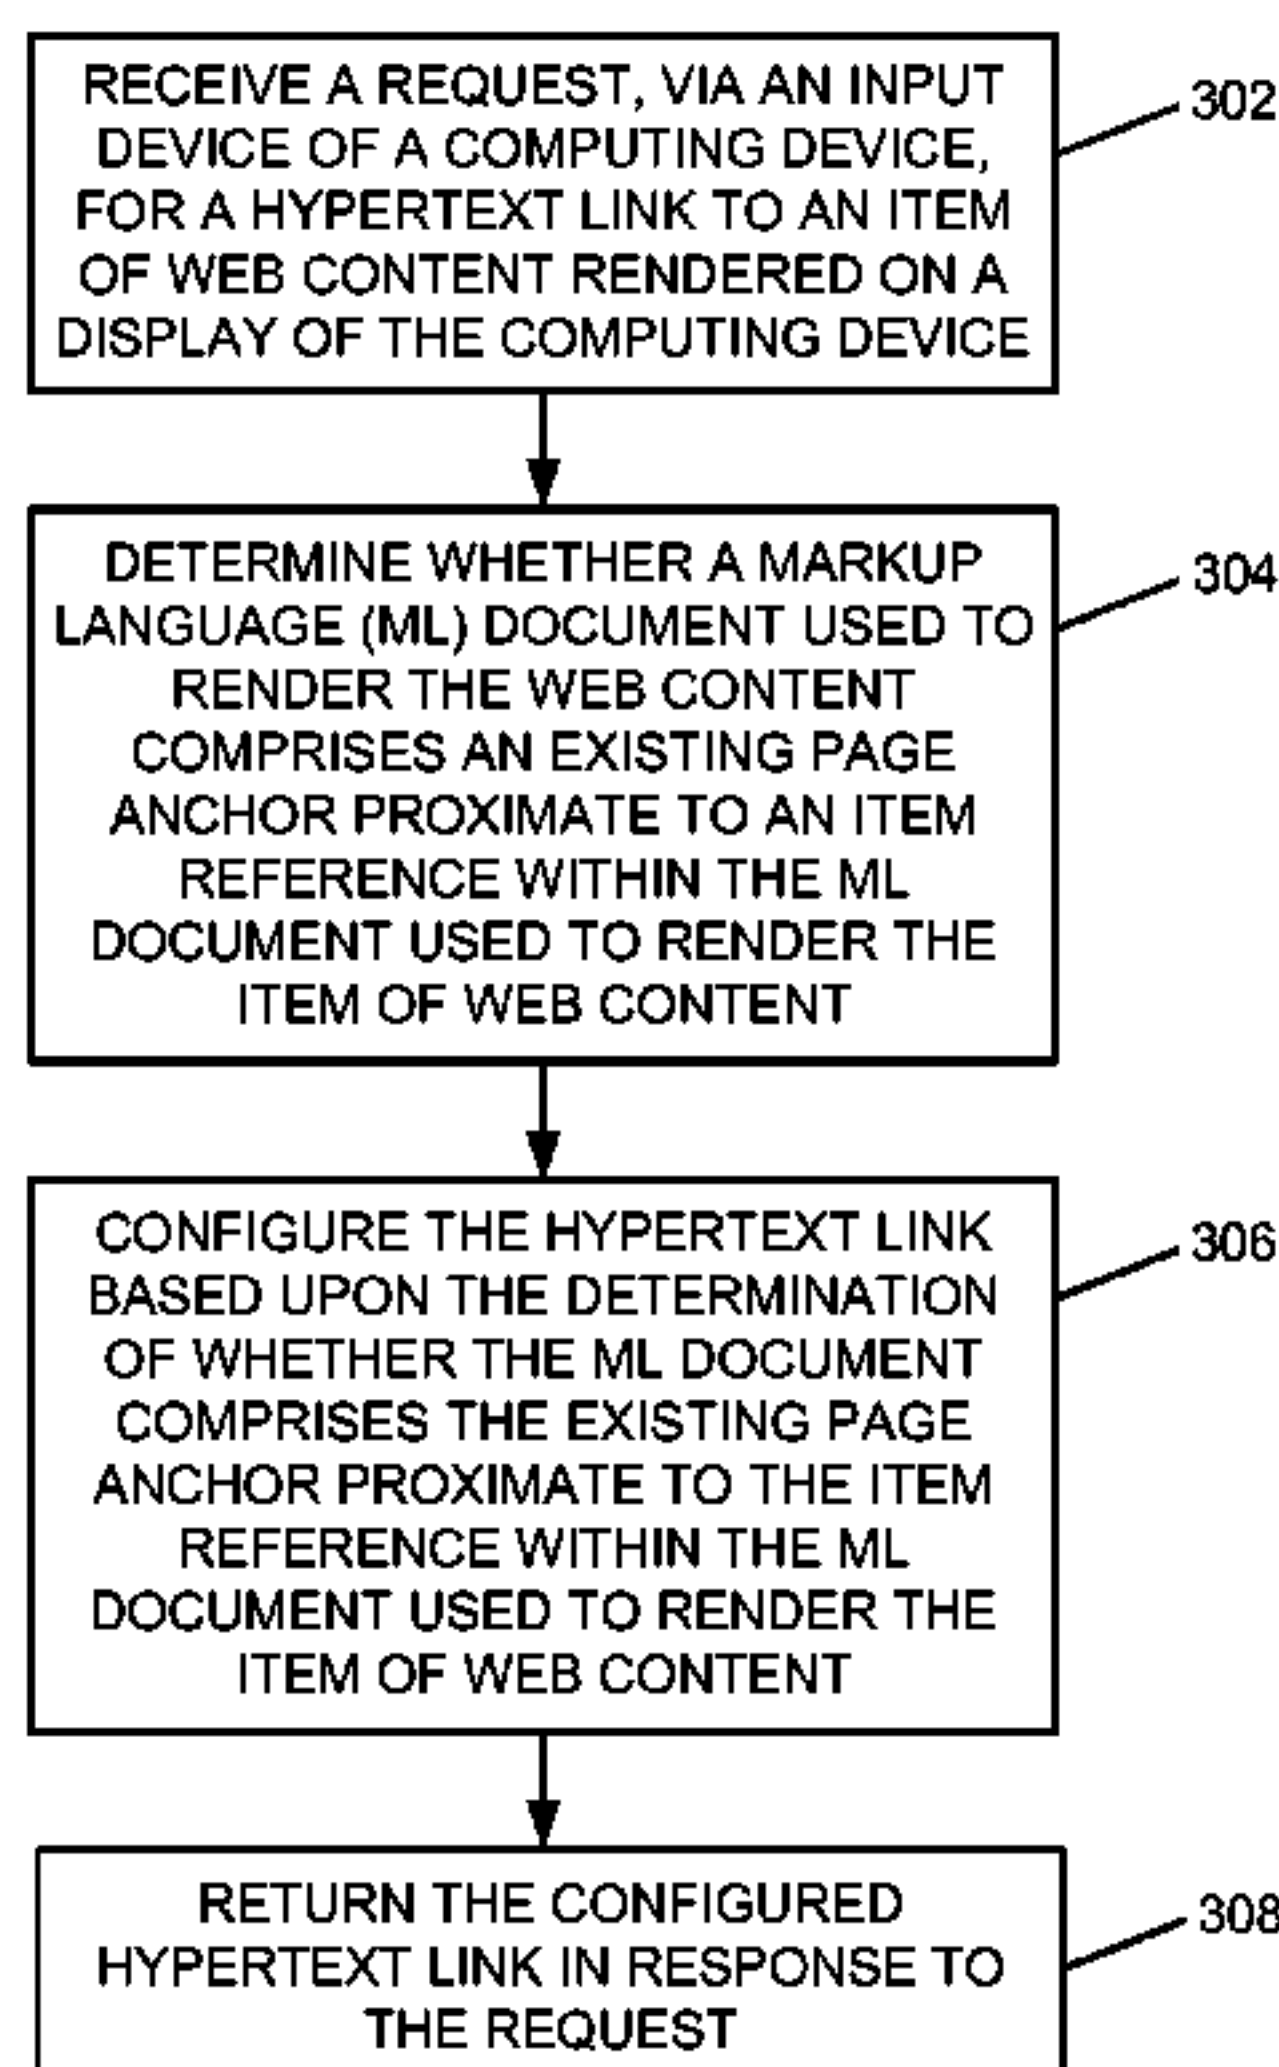 RECEIVE A REQUEST, VIA AN INPUT
DEVICE OF A COMPUTING DEVICE,
FOR A HYPERTEXT LINK TO AN ITEM
OF WEB CONTENT RENDERED ON A
DISPLAY OF THE COMPUTING DEVICE
302
DETERMINE WHETHER A MARKUP
LANGUAGE (ML) DOCUMENT USED TO
RENDER THE WEB CONTENT
COMPRISES AN EXISTING PAGE
ANCHOR PROXIMATE TO AN ITEM
REFERENCE WITHIN THE ML
DOCUMENT USED TO RENDER THE
ITEM OF WEB CONTENT
304
CONFIGURE THE HYPERTEXT LINK
BASED UPON THE DETERMINATION
OF WHETHER THE ML DOCUMENT
COMPRISES THE EXISTING PAGE
ANCHOR PROXIMATE TO THE ITEM
REFERENCE WITHIN THE ML
DOCUMENT USED TO RENDER THE
ITEM OF WEB CONTENT
306
RETURN THE CONFIGURED
HYPERTEXT LINK IN RESPONSE TO
THE REQUEST
308